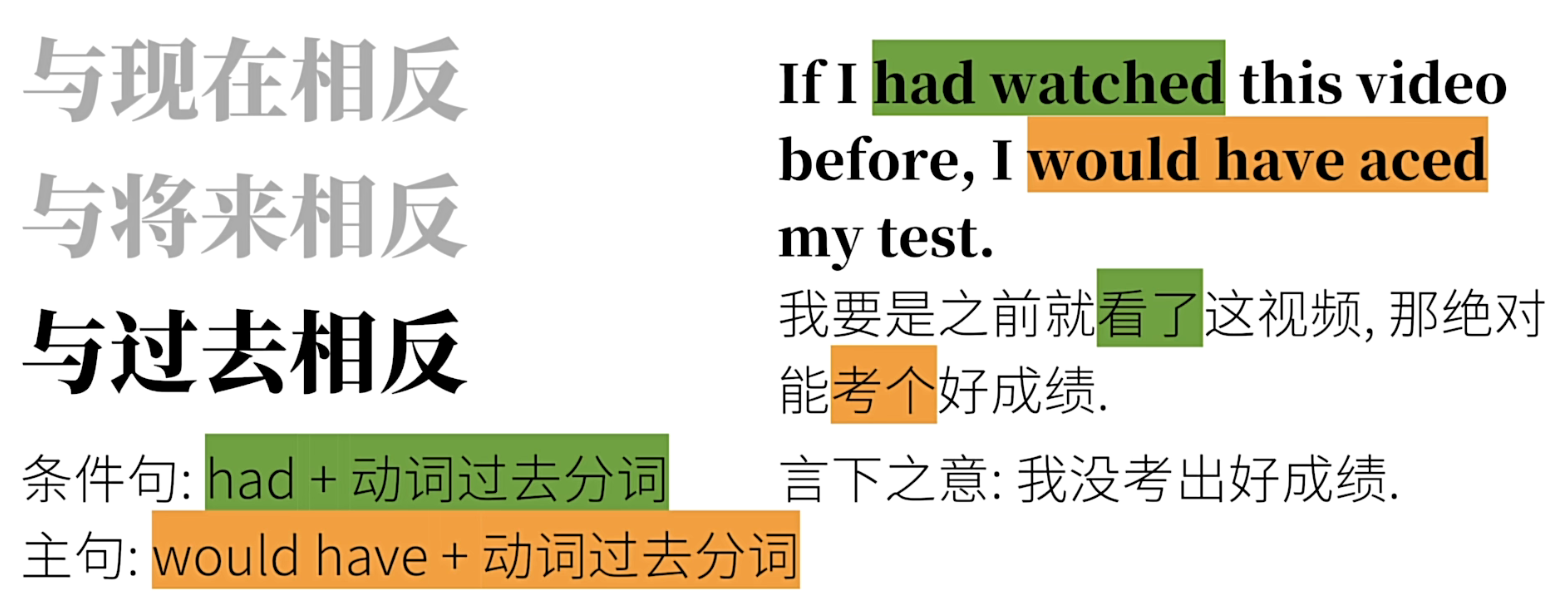 与现在相反
与将来相反
与过去相反
条件句: had + 动词过去分词
主句: would have + 动词过去分词
If I had watched this video
before, I would have aced
my test.
我要是之前就看了这视频, 那绝对
能考个好成绩.
言下之意: 我没考出好成绩.